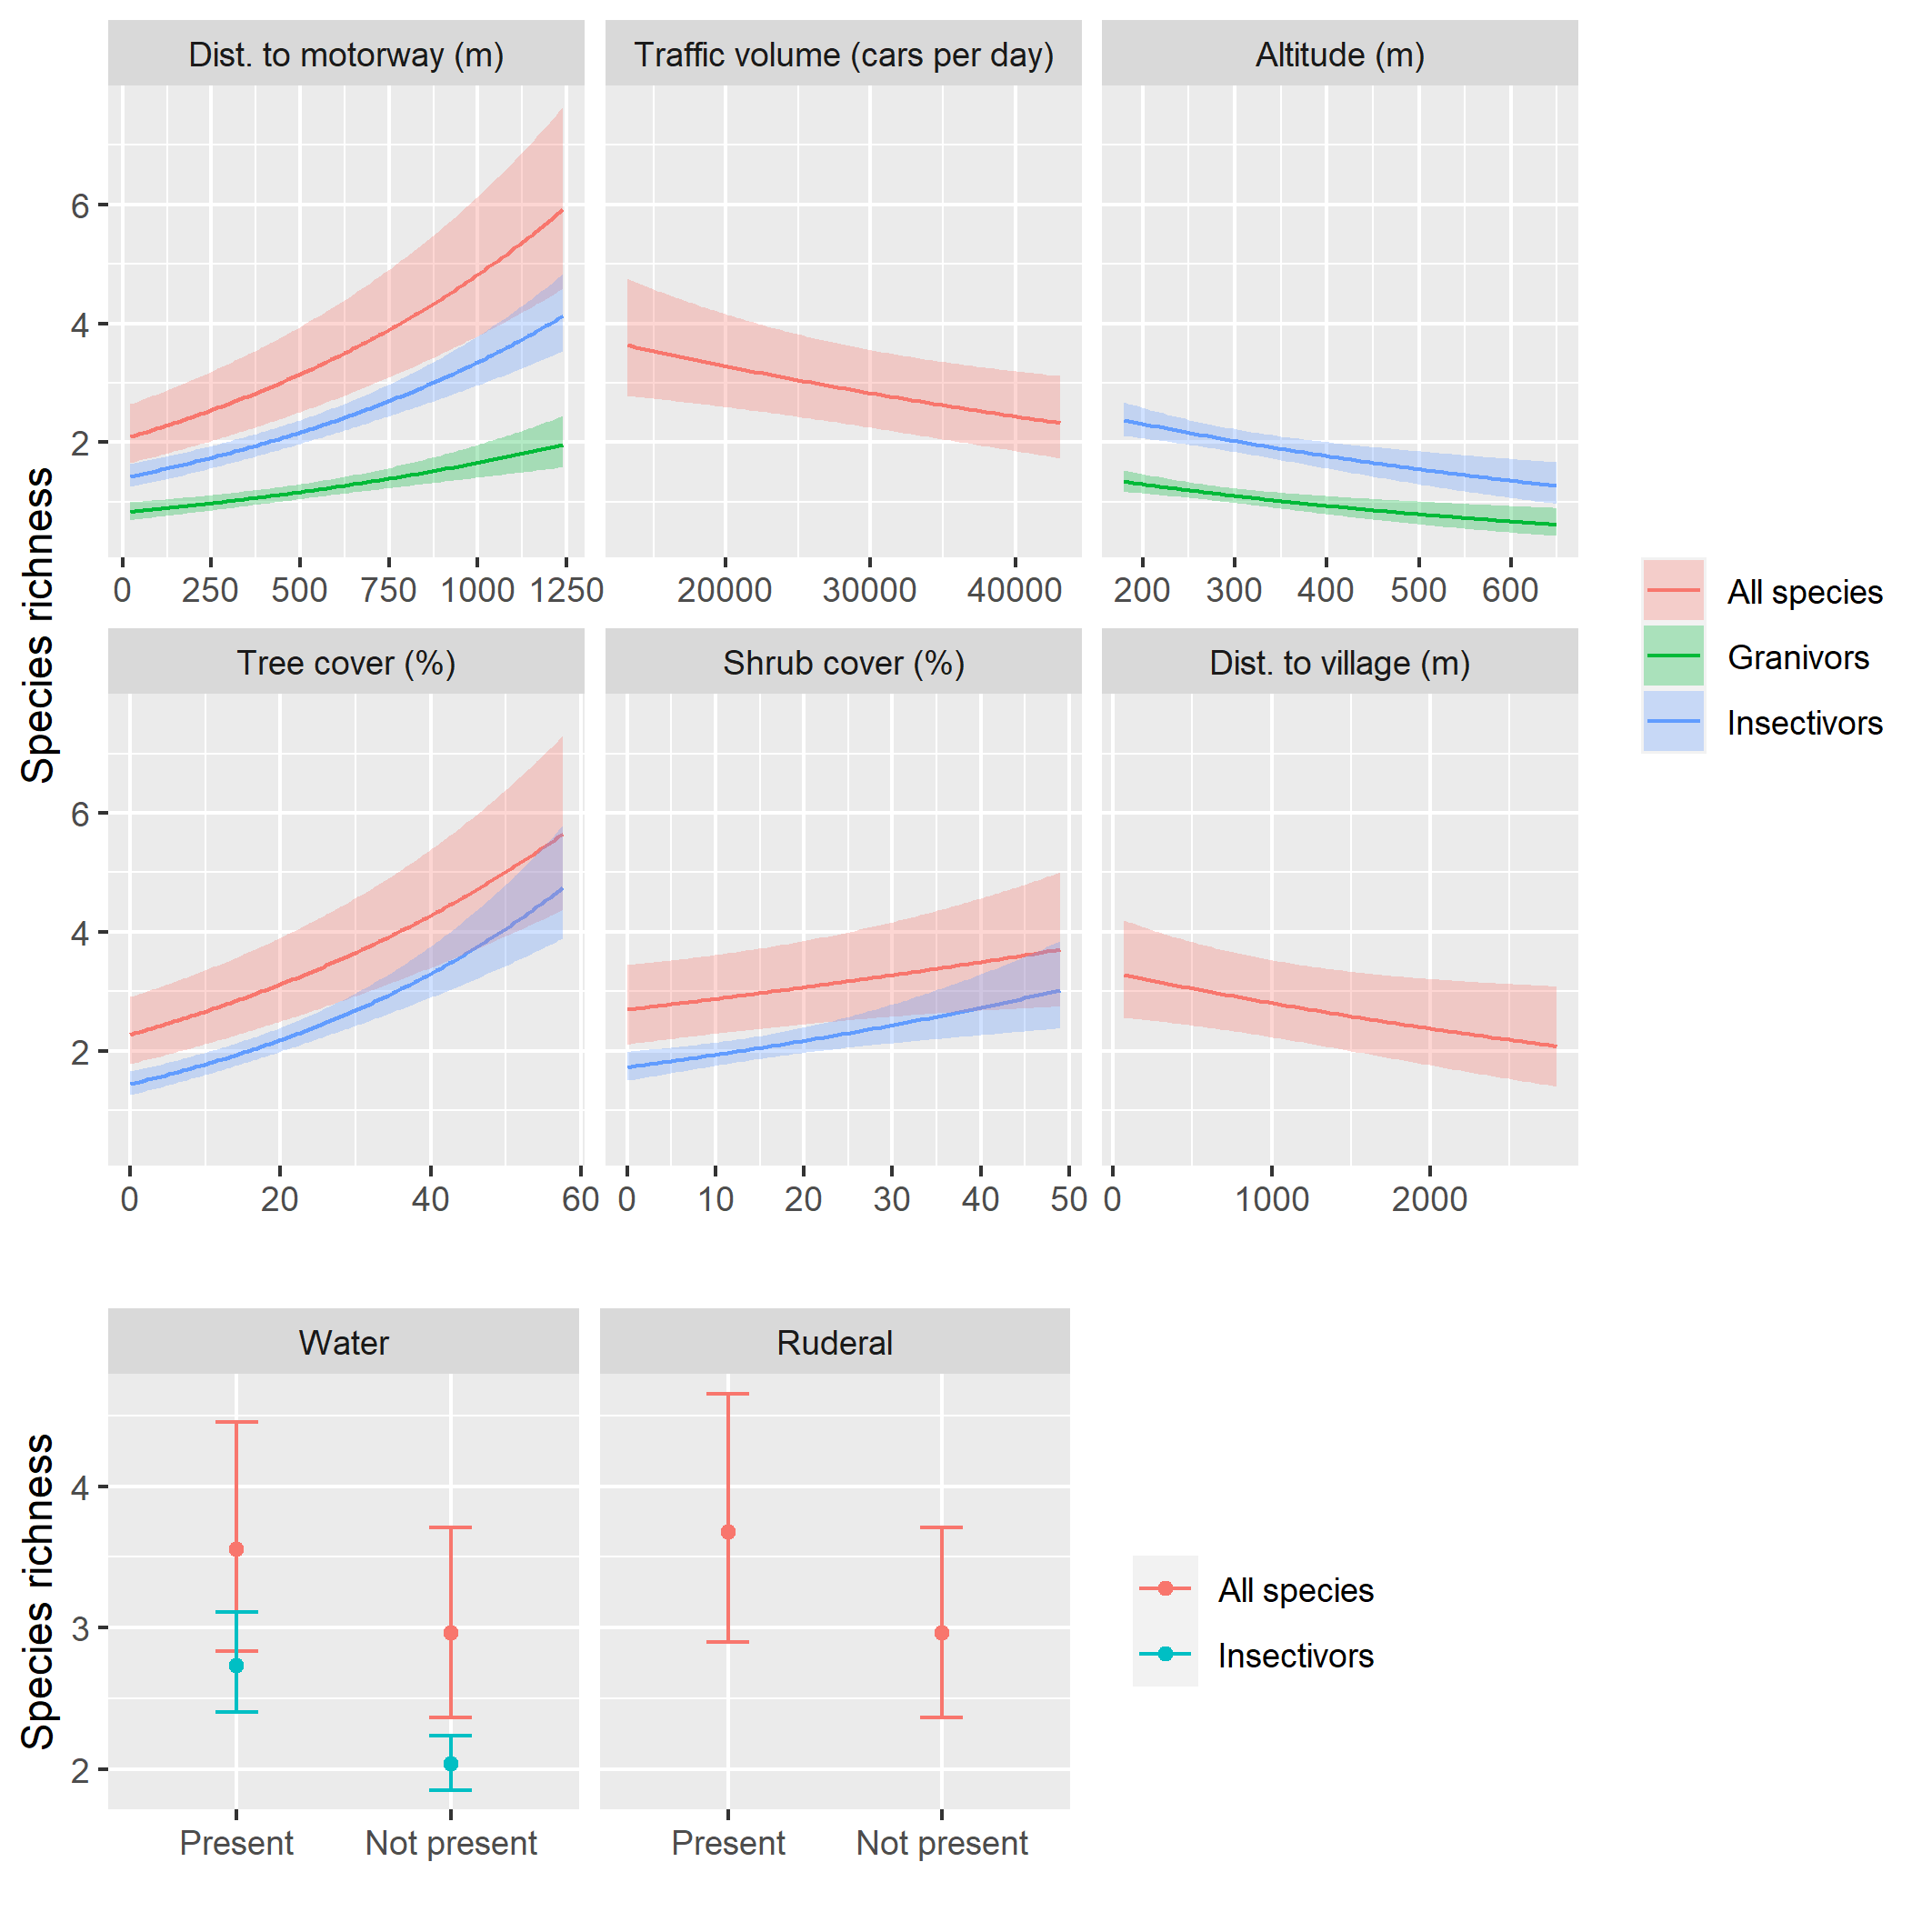 Dist. to motorway (m)
Traffic volume (cars per day)
Altitude (m)
Species richness
6
4
2
0 250 500 750 1000 1250
20000 30000 40000
200 300 400 500 600
Tree cover (%)
Shrub cover (%)
Dist. to village (m)
6
4
2
0 20 40 60
0 10 20 30 40 50
0 1000 2000
All species
Granivors
Insectivors
Water
Ruderal
Species richness
4
3
2
Present Not present
Present Not present
All species
Insectivors